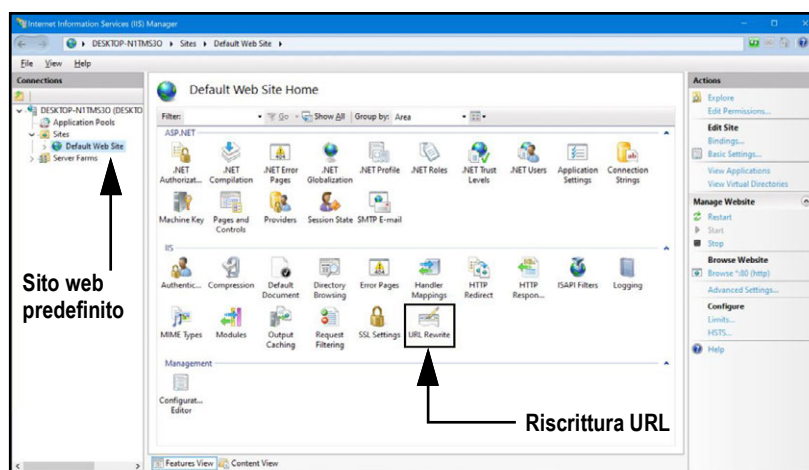 Internet Information Services (IIS) Manager
DESKTOP-N1TMS3O
Sites
Default Web Site
File View Help
Connections
DESKTOP-N1TMS3O (DESKTO
Application Pools
Sites
Default Web Site
Server Farms
Sito web
predefinito
Default Web Site Home
Filter: Go Show All Group by: Area
ASP.NET
.NET Authorizat...
.NET Compilation
.NET Error Pages
.NET Globalization
.NET Profile
.NET Roles
.NET Trust Levels
.NET Users
Application Settings
Connection Strings
Machine Key
Pages and Controls
Providers
Session State
SMTP E-mail
IIS
Authentic...
Compression
Default Document
Directory Browsing
Error Pages
Handler Mappings
HTTP Redirect
HTTP Respon...
ISAPI Filters
Logging
MIME Types
Modules
Output Caching
Request Filtering
SSL Settings
URL Rewrite
Management
Configurat... Editor
Riscrittura URL
Features View Content View
Actions
Explore
Edit Permissions...
Edit Site
Bindings...
Basic Settings...
View Applications
View Virtual Directories
Manage Website
Restart
Start
Stop
Browse Website
Browse *:80 (http)
Advanced Settings...
Configure
Limits...
HSTS...
Help